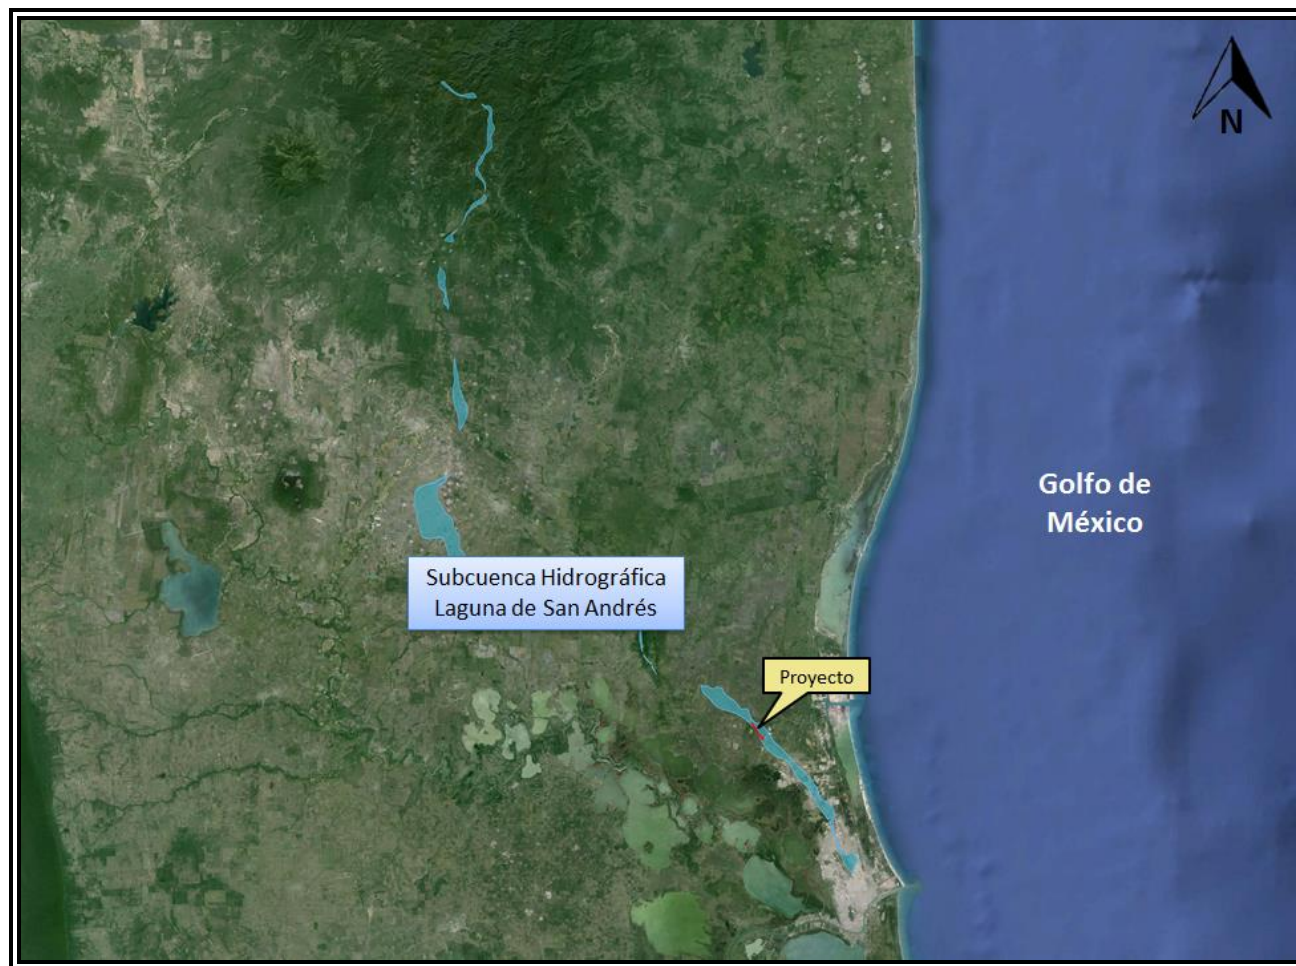 N
Golfo de
México
Subcuenca Hidrográfica
Laguna de San Andrés
Proyecto